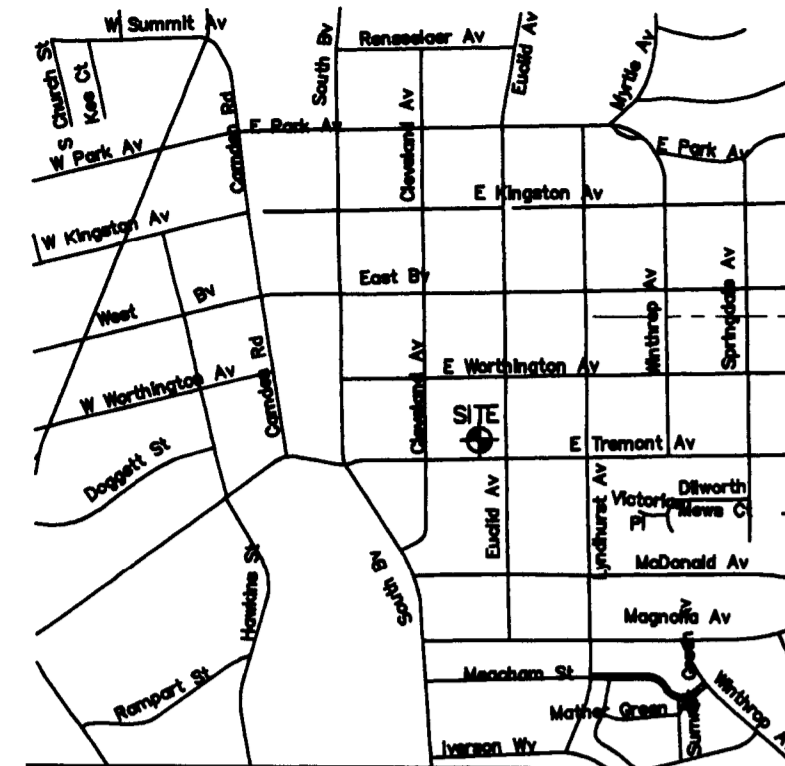 W Summit Av
South Bv
Renselaer Av
Euclid Av
Myrtle Av
S Church St
Kee Ct
Camden Rd
E Park Av
Cleveland Av
W Park Av
E Park Av
E Kingston Av
W Kingston Av
East Bv
West Bv
Winthrop Av
Springdale Av
E Worthington Av
W Worthington Av
Camden Rd
Cleveland Av
SITE
E Tremont Av
Doggett St
Euclid Av
Lyndhurst Av
Victoria
Pl
Dilworth
Mews C
McDonald Av
Hawkins St
South Bv
Magnolia Av
Meacham St
Green Av
Rampart St
Mather Green
Summit
Winthrop A
Iverson Wy